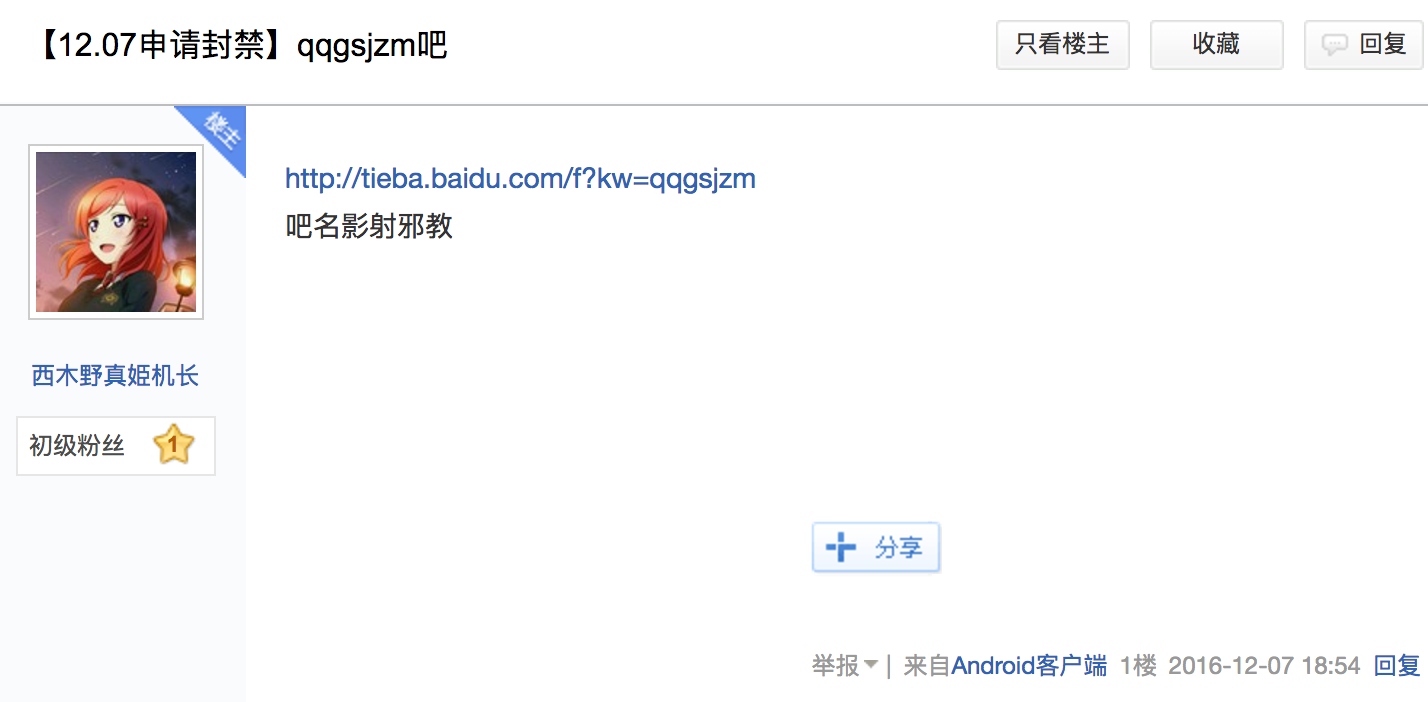 【12.07申请封禁】qqgsjzm吧
只看楼主
收藏
回复
楼主
http://tieba.baidu.com/f?kw=qqgsjzm
吧名影射邪教
西木野真姫机长
初级粉丝 1
分享
举报 | 来自Android客户端 1楼 2016-12-07 18:54 回复